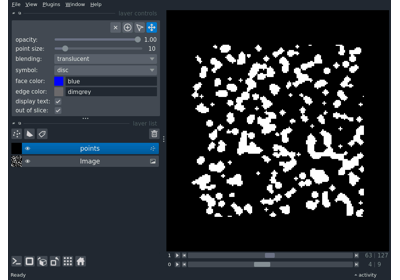 File View Plugins Window Help
layer controls
opacity: 1.00
point size: 10
blending: translucent
symbol: disc
face color: blue
edge color: dimgrey
display text:
out of slice:
layer list
points
Image
1 63 127
0 4 9
Ready activity